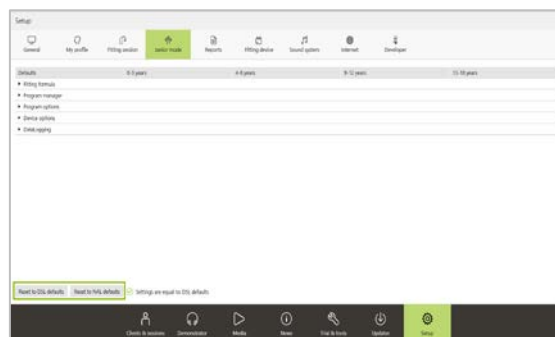 Setup
General My profile Fitting session Junior mode Reports Fitting device Sound system Internet Developer
Defaults 0-3 years 4-8 years 9-12 years 13-18 years
Fitting formula
Program manager
Program options
Device options
DataLogging
Reset to DSL defaults Reset to NAL defaults Settings are equal to DSL defaults
Clients & sessions Demonstrator Media News Trial & tools Updates Setup